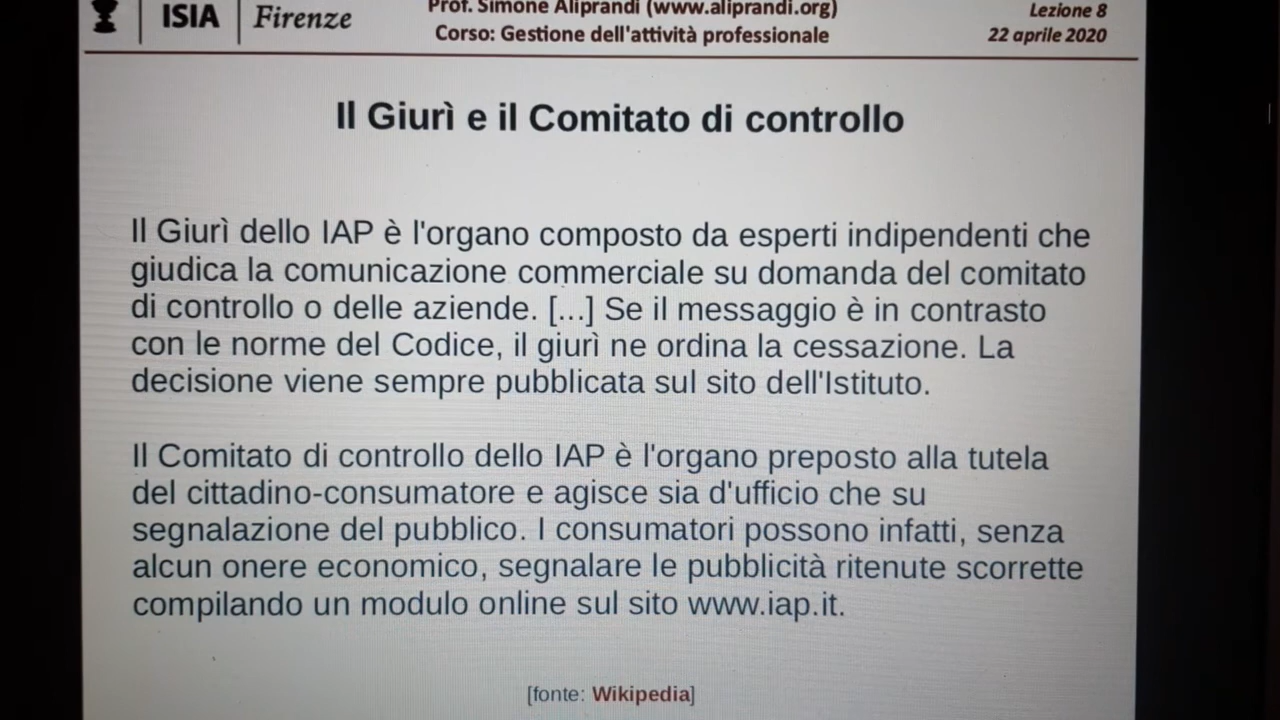 ISIA Firenze
Prof. Simone Aliprandi (www.aliprandi.org)
Corso: Gestione dell'attività professionale
Lezione 8
22 aprile 2020
Il Giurì e il Comitato di controllo
Il Giurì dello IAP è l'organo composto da esperti indipendenti che
giudica la comunicazione commerciale su domanda del comitato
di controllo o delle aziende. [...] Se il messaggio è in contrasto
con le norme del Codice, il giurì ne ordina la cessazione. La
decisione viene sempre pubblicata sul sito dell'Istituto.
Il Comitato di controllo dello IAP è l'organo preposto alla tutela
del cittadino-consumatore e agisce sia d'ufficio che su
segnalazione del pubblico. I consumatori possono infatti, senza
alcun onere economico, segnalare le pubblicità ritenute scorrette
compilando un modulo online sul sito www.iap.it.
[fonte: Wikipedia]